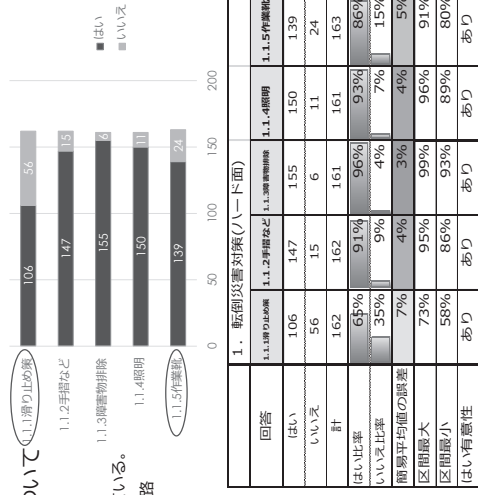 ついて
いる。
路
1.1.1滑り止め策 106 56
1.1.2手摺など 147 15
1.1.3障害物排除 155 6
1.1.4照明 150 11
1.1.5作業靴 139 24
0 50 100 150 200
■はい ■いいえ
1．転倒災害対策(ハード面)
回答 1.1.1滑り止め策 1.1.2手摺など 1.1.3障害物排除 1.1.4照明 1.1.5作業靴
はい 106 147 155 150 139
いいえ 56 15 6 11 24
計 162 162 161 161 163
はい比率 65% 91% 96% 93% 86%
いいえ比率 35% 9% 4% 7% 15%
簡易平均値の誤差 7% 4% 3% 4% 5%
区間最大 73% 95% 99% 96% 91%
区間最小 58% 86% 93% 89% 80%
はい有意性 あり あり あり あり あり